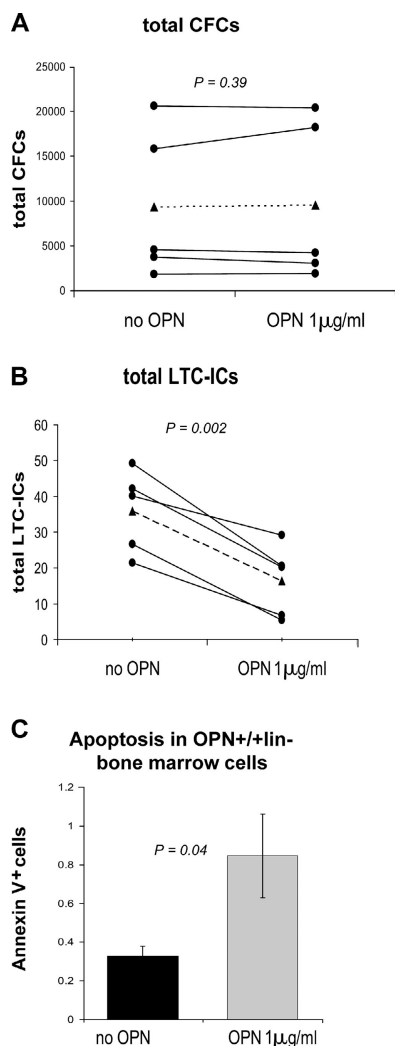 A
total CFCs
P = 0.39
25000
20000
15000
10000
5000
0
total CFCs
no OPN
OPN 1µg/ml
B
total LTC-ICs
P = 0.002
60
50
40
30
20
10
0
total LTC-ICs
no OPN
OPN 1µg/ml
C
Apoptosis in OPN+/+lin-
bone marrow cells
P = 0.04
1.2
1
0.8
0.6
0.4
0.2
0
Annexin V+ cells
no OPN
OPN 1µg/ml